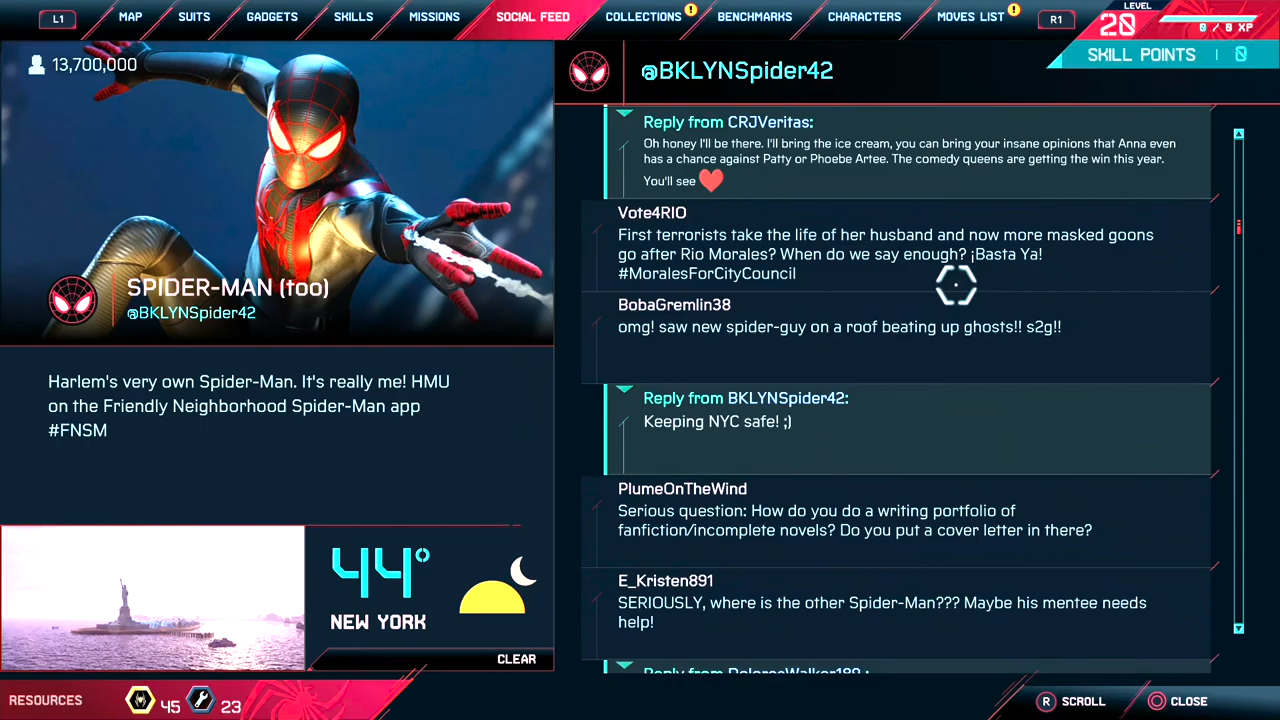 L1 MAP SUITS GADGETS SKILLS MISSIONS SOCIAL FEED COLLECTIONS ! BENCHMARKS CHARACTERS MOVES LIST ! R1 LEVEL 20 0 / 0 XP
SKILL POINTS | 0
13,700,000
SPIDER-MAN (too)
@BKLYNSpider42
Harlem's very own Spider-Man. It's really me! HMU
on the Friendly Neighborhood Spider-Man app
#FNSM
44°
NEW YORK
CLEAR
@BKLYNSpider42
Reply from CRJVeritas:
Oh honey I'll be there. I'll bring the ice cream, you can bring your insane opinions that Anna even
has a chance against Patty or Phoebe Artee. The comedy queens are getting the win this year.
You'll see ❤
Vote4RIO
First terrorists take the life of her husband and now more masked goons
go after Rio Morales? When do we say enough? ¡Basta Ya!
#MoralesForCityCouncil
BobaGremlin38
omg! saw new spider-guy on a roof beating up ghosts!! s2g!!
Reply from BKLYNSpider42:
Keeping NYC safe! ;)
PlumeOnTheWind
Serious question: How do you do a writing portfolio of
fanfiction/incomplete novels? Do you put a cover letter in there?
E_Kristen891
SERIOUSLY, where is the other Spider-Man??? Maybe his mentee needs
help!
Reply from DoloresWalker189 :
RESOURCES 45 23
R SCROLL CLOSE